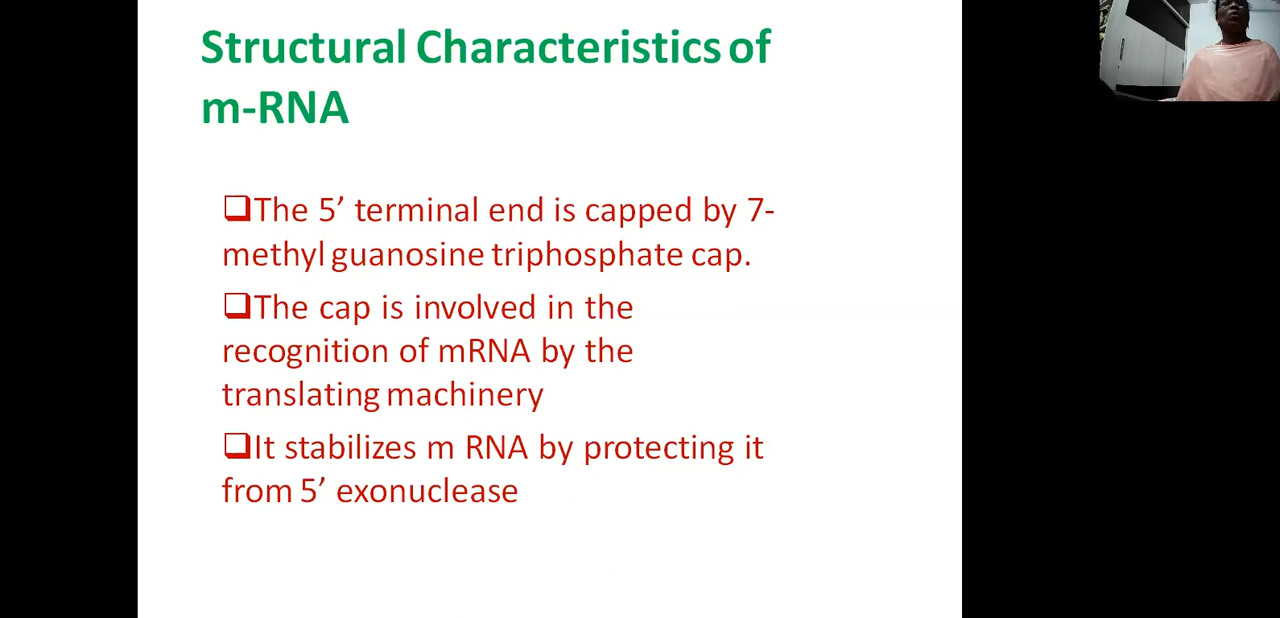 Structural Characteristics of
m-RNA
❑The 5’ terminal end is capped by 7-
methyl guanosine triphosphate cap.
❑The cap is involved in the
recognition of mRNA by the
translating machinery
❑It stabilizes m RNA by protecting it
from 5’ exonuclease